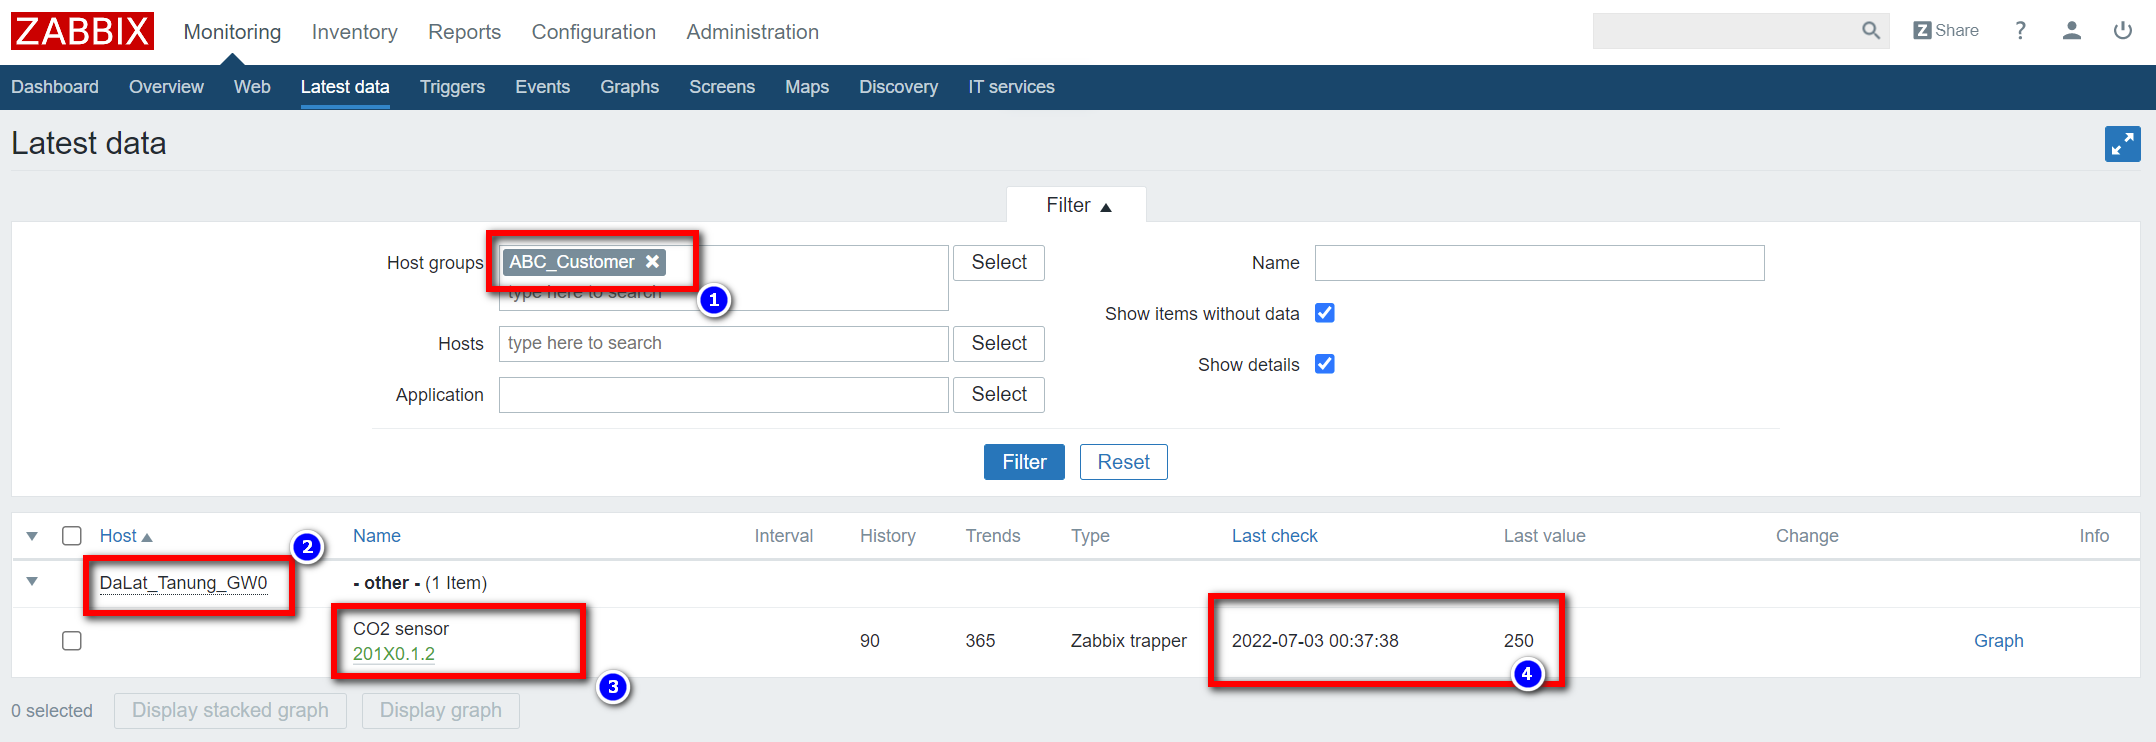 ZABBIX Monitoring Inventory Reports Configuration Administration Z Share ?
Dashboard Overview Web Latest data Triggers Events Graphs Screens Maps Discovery IT services
Latest data
Filter
Host groups ABC_Customer Select Name
type here to search
1
Show items without data
Hosts type here to search Select
Show details
Application Select
Filter Reset
Host Name Interval History Trends Type Last check Last value Change Info
2
DaLat_Tanung_GW0 - other - (1 Item)
CO2 sensor
201X0.1.2
90 365 Zabbix trapper 2022-07-03 00:37:38 250 Graph
3
4
0 selected Display stacked graph Display graph